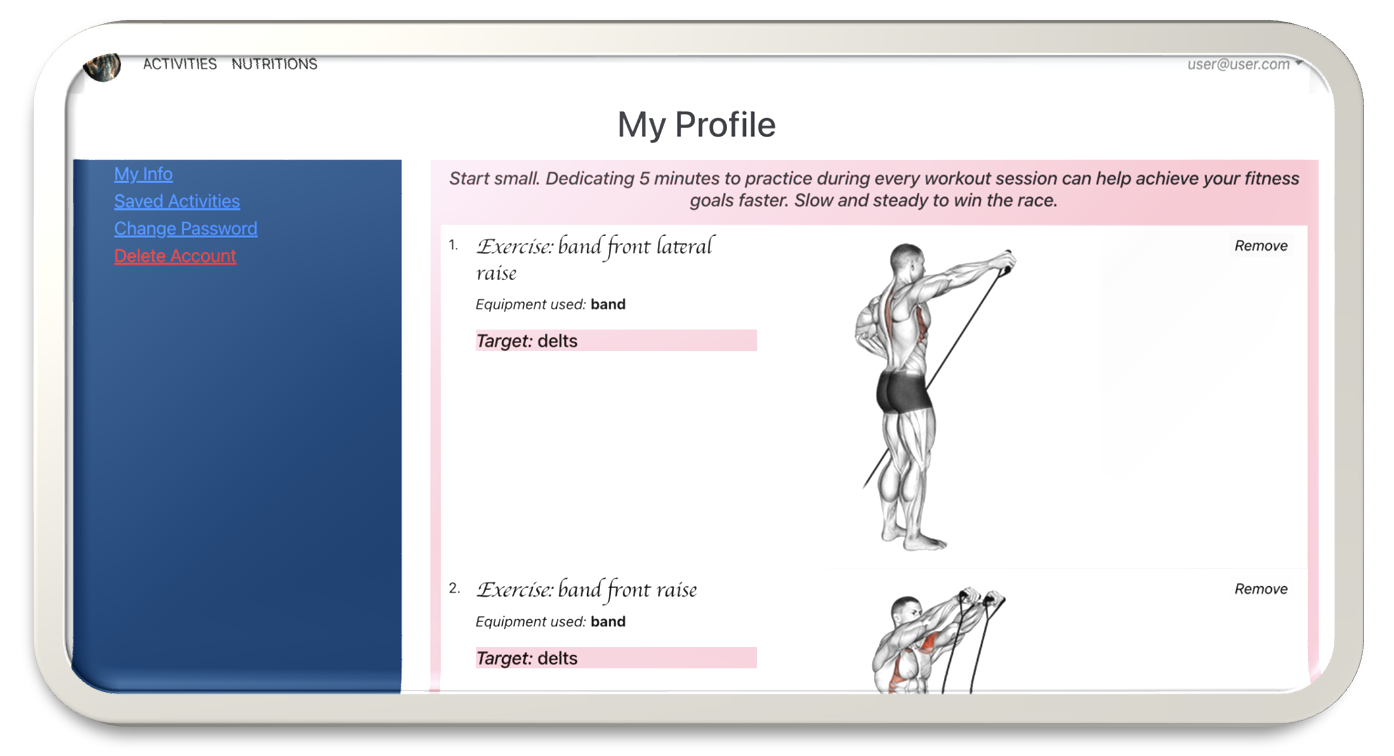 ACTIVITIES NUTRITIONS user@user.com
My Profile
My Info
Saved Activities
Change Password
Delete Account
Start small. Dedicating 5 minutes to practice during every workout session can help achieve your fitness
goals faster. Slow and steady to win the race.
1. Exercise: band front lateral
raise
Remove
Equipment used: band
Target: delts
2. Exercise: band front raise
Remove
Equipment used: band
Target: delts